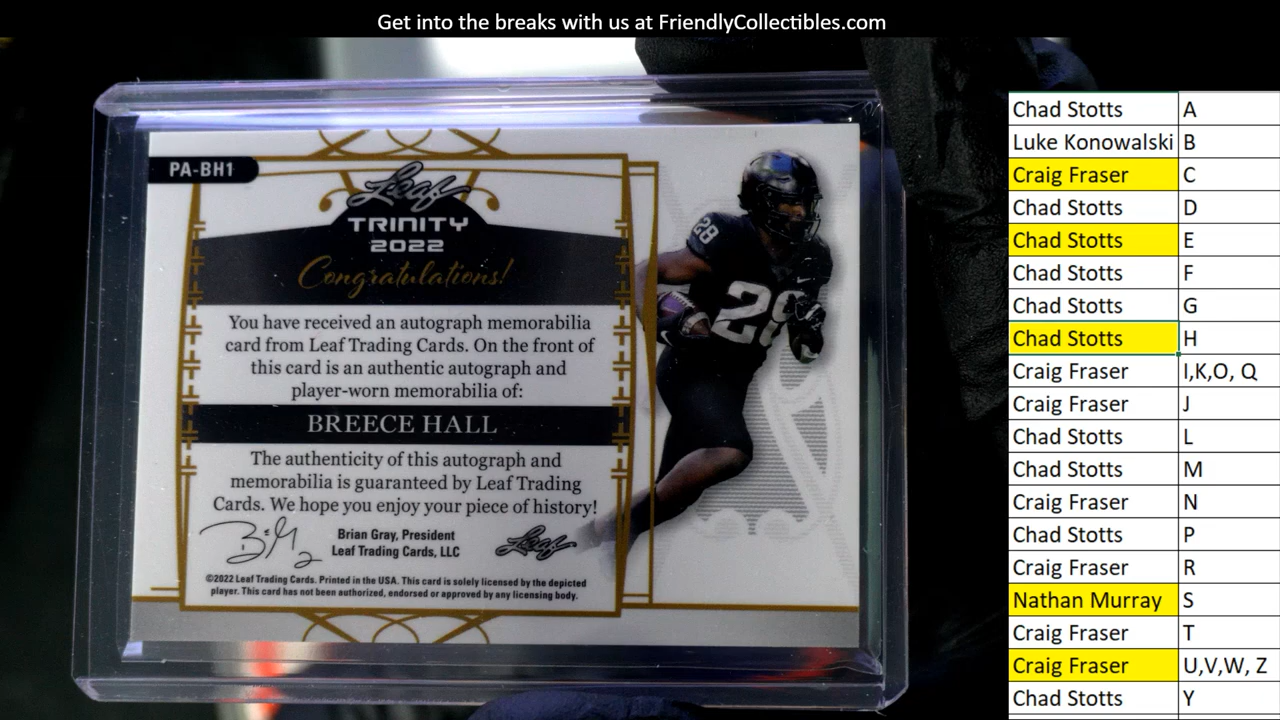 Get into the breaks with us at FriendlyCollectibles.com
PA-BH1
Leaf
TRINITY
2022
Congratulations!
You have received an autograph memorabilia
card from Leaf Trading Cards. On the front of
this card is an authentic autograph and
player-worn memorabilia of:
BREECE HALL
The authenticity of this autograph and
memorabilia is guaranteed by Leaf Trading
Cards. We hope you enjoy your piece of history!
Brian Gray, President
Leaf Trading Cards, LLC
Leaf
©2022 Leaf Trading Cards. Printed in the USA. This card is solely licensed by the depicted
player. This card has not been authorized, endorsed or approved by any licensing body.
28
28
Chad Stotts A
Luke Konowalski B
Craig Fraser C
Chad Stotts D
Chad Stotts E
Chad Stotts F
Chad Stotts G
Chad Stotts H
Craig Fraser I,K,O, Q
Craig Fraser J
Chad Stotts L
Chad Stotts M
Craig Fraser N
Chad Stotts P
Craig Fraser R
Nathan Murray S
Craig Fraser T
Craig Fraser U,V,W, Z
Chad Stotts Y